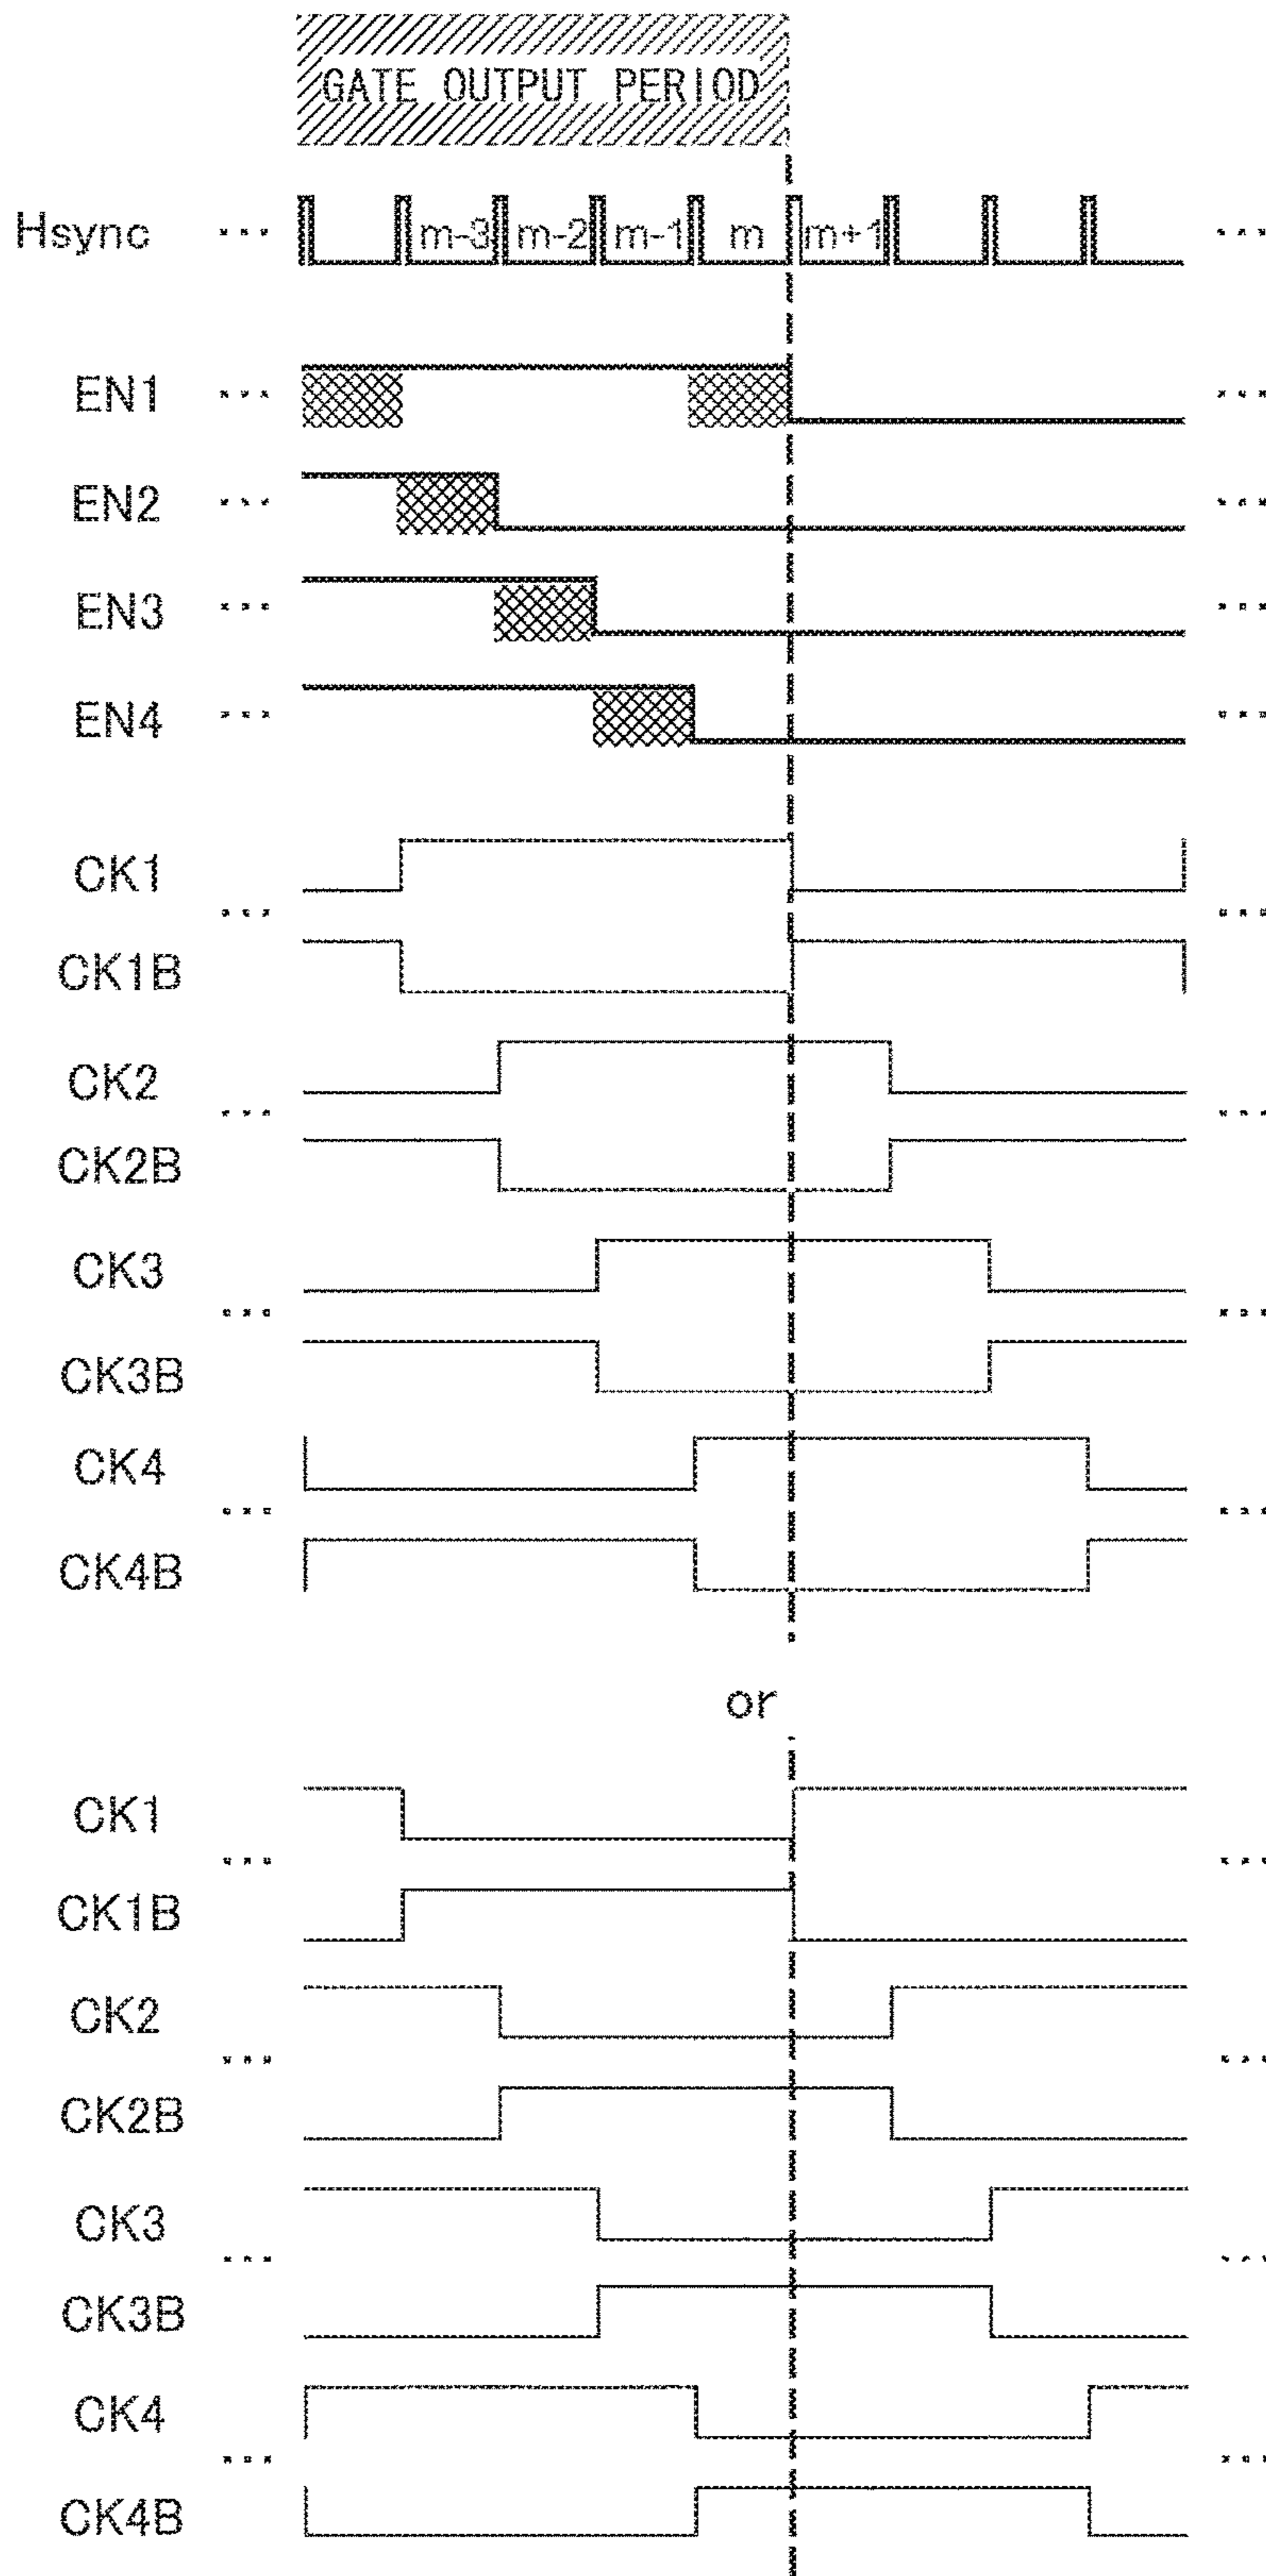 GATE OUTPUT PERIOD
Hsync ... m-3 m-2 m-1 m m+1 ...
EN1 ... ...
EN2 ... ...
EN3 ... ...
EN4 ... ...
CK1
... ...
CK1B
CK2
... ...
CK2B
CK3
... ...
CK3B
CK4
... ...
CK4B
or
CK1
... ...
CK1B
CK2
... ...
CK2B
CK3
... ...
CK3B
CK4
... ...
CK4B